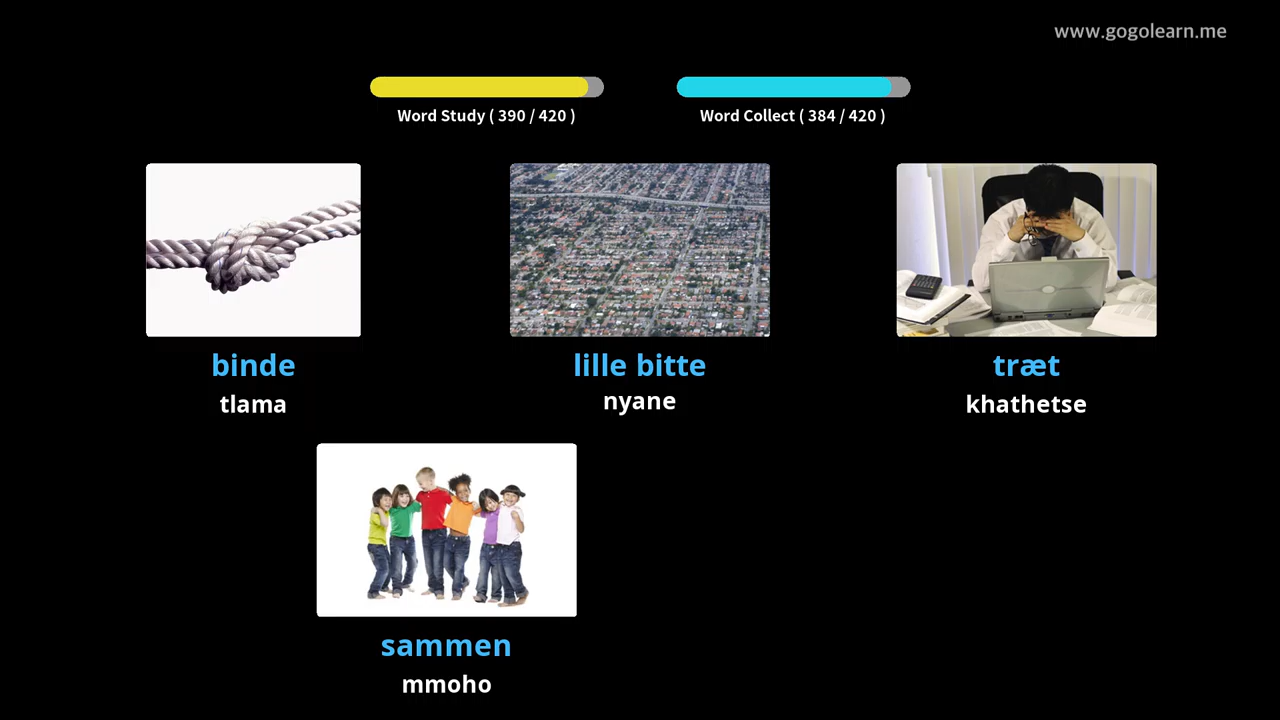 www.gogolearn.me
Word Study ( 390 / 420 )
Word Collect ( 384 / 420 )
binde
tlama
lille bitte
nyane
træt
khathetse
sammen
mmoho